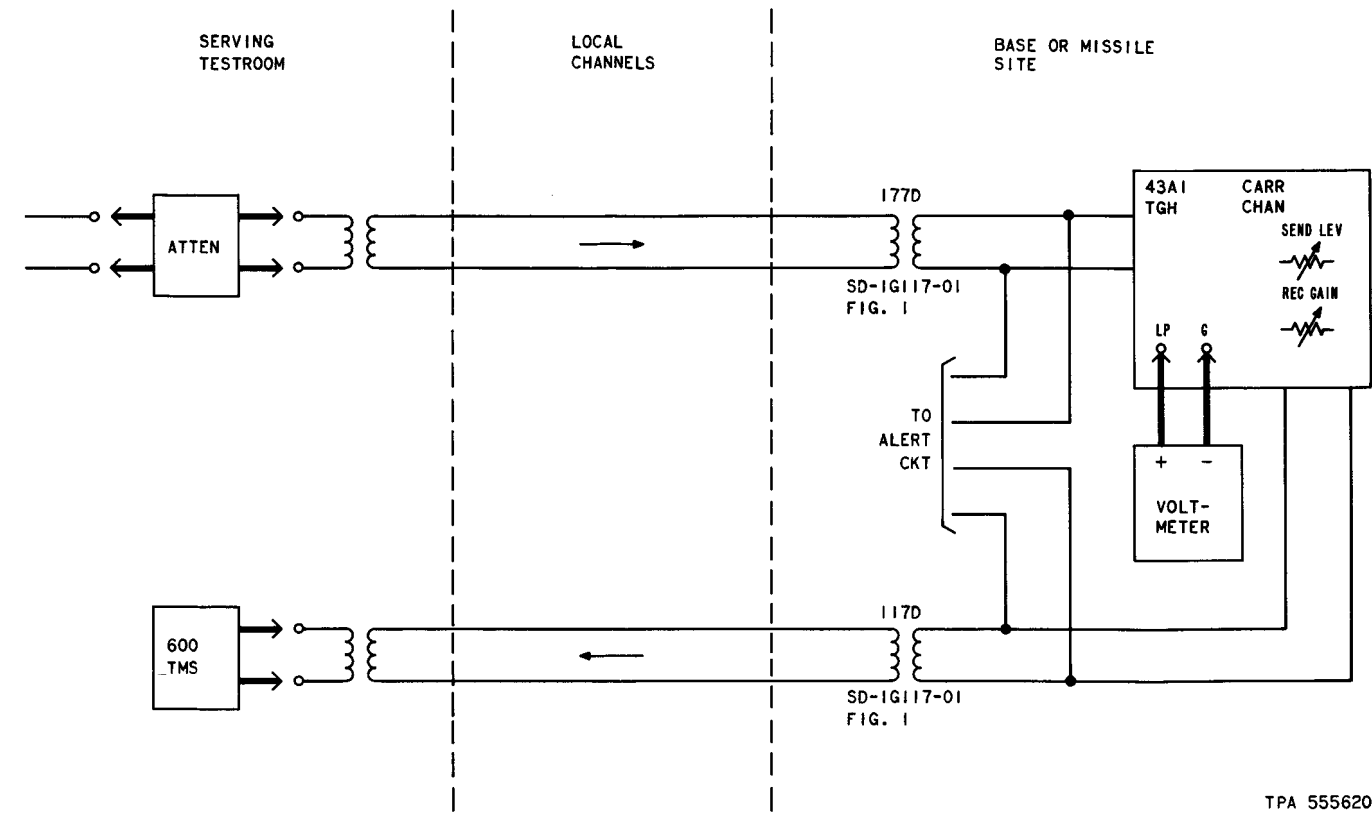 SERVING
TESTROOM
LOCAL
CHANNELS
BASE OR MISSILE
SITE
ATTEN
177D
SD-1G117-01
FIG. 1
43A1
TGH
CARR
CHAN
SEND LEV
REC GAIN
LP G
TO
ALERT
CKT
+ -
VOLT-
METER
600
TMS
117D
SD-1G117-01
FIG. 1
TPA 555620